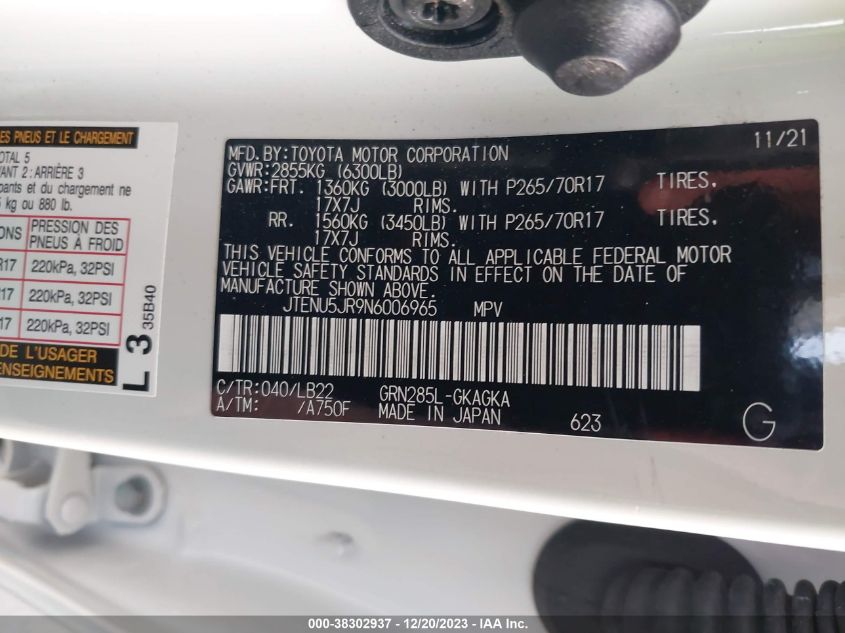 ES PNEUS ET LE CHARGEMENT
OTAL 5
VANT 2: ARRIÈRE 3
pants et du chargement ne
5 kg ou 880 lb.
ONS PRESSION DES PNEUS À FROID
R17 220kPa, 32PSI
R17 220kPa, 32PSI
R17 220kPa, 32PSI
DE L'USAGER
ENSEIGNEMENTS
L 3
35B40
11/21
MFD.BY:TOYOTA MOTOR CORPORATION
GVWR:2855KG (6300LB)
GAWR:FRT. 1360KG (3000LB) WITH P265/70R17 TIRES.
17X7J RIMS.
RR. 1560KG (3450LB) WITH P265/70R17 TIRES.
17X7J RIMS.
THIS VEHICLE CONFORMS TO ALL APPLICABLE FEDERAL MOTOR
VEHICLE SAFETY STANDARDS IN EFFECT ON THE DATE OF
MANUFACTURE SHOWN ABOVE.
JTENU5JR9N6006965 MPV
C/TR:040/LB22 GRN285L-GKAGKA
A/TM: /A750F MADE IN JAPAN 623 G
000-38302937 - 12/20/2023 - IAA Inc.